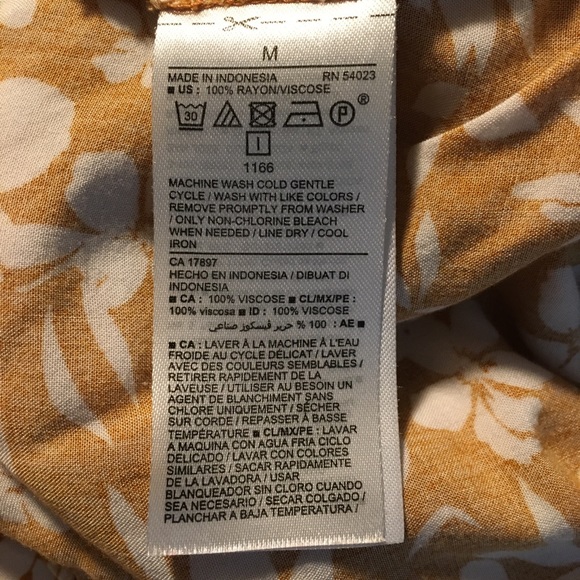 M
MADE IN INDONESIA RN 54023
■ US : 100% RAYON/VISCOSE
30 P ®
1166
MACHINE WASH COLD GENTLE
CYCLE / WASH WITH LIKE COLORS /
REMOVE PROMPTLY FROM WASHER
/ ONLY NON-CHLORINE BLEACH
WHEN NEEDED / LINE DRY / COOL
IRON
CA 17897
HECHO EN INDONESIA / DIBUAT DI
INDONESIA
■ CA : 100% VISCOSE ■ CL/MX/PE :
100% viscosa ■ ID : 100% VISCOSE
■ AE : 100 % حرير فيسكوز صناعي
■ CA : LAVER À LA MACHINE À L'EAU
FROIDE AU CYCLE DÉLICAT / LAVER
AVEC DES COULEURS SEMBLABLES /
RETIRER RAPIDEMENT DE LA
LAVEUSE / UTILISER AU BESOIN UN
AGENT DE BLANCHIMENT SANS
CHLORE UNIQUEMENT / SÉCHER
SUR CORDE / REPASSER À BASSE
TEMPÉRATURE ■ CL/MX/PE : LAVAR
A MAQUINA CON AGUA FRIA CICLO
DELICADO / LAVAR CON COLORES
SIMILARES / SACAR RAPIDAMENTE
DE LA LAVADORA / USAR
BLANQUEADOR SIN CLORO CUANDO
SEA NECESARIO / SECAR COLGADO /
PLANCHAR A BAJA TEMPERATURA /